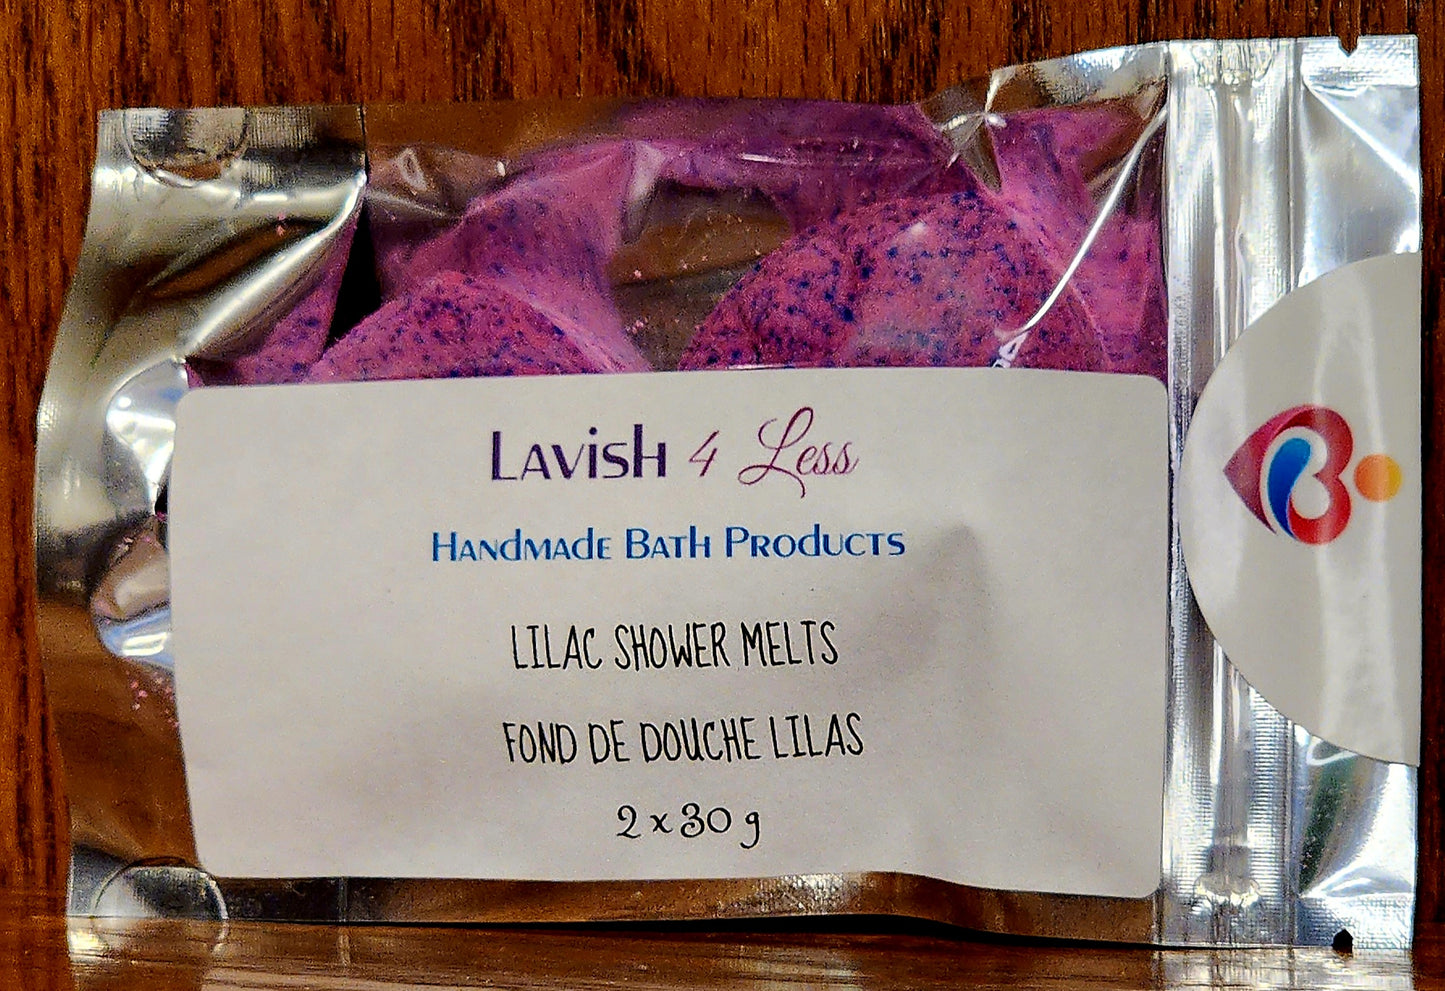 Lavish 4 Less
Handmade Bath Products
LILAC SHOWER MELTS
FOND DE DOUCHE LILAS
2 x 30 g